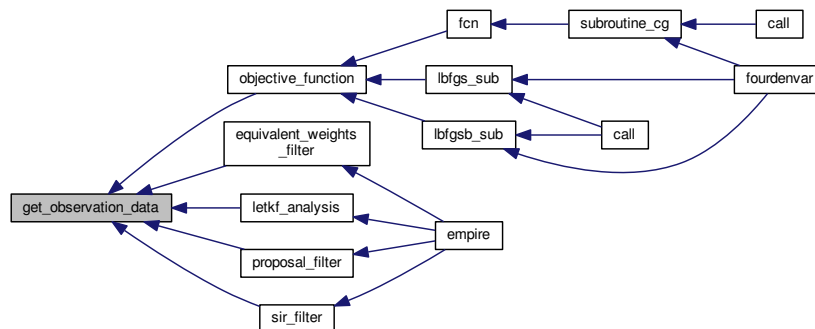 fcn
subroutine_cg
call
objective_function
lbfgs_sub
fourdenvar
lbfgsb_sub
call
equivalent_weights
_filter
get_observation_data
letkf_analysis
empire
proposal_filter
sir_filter